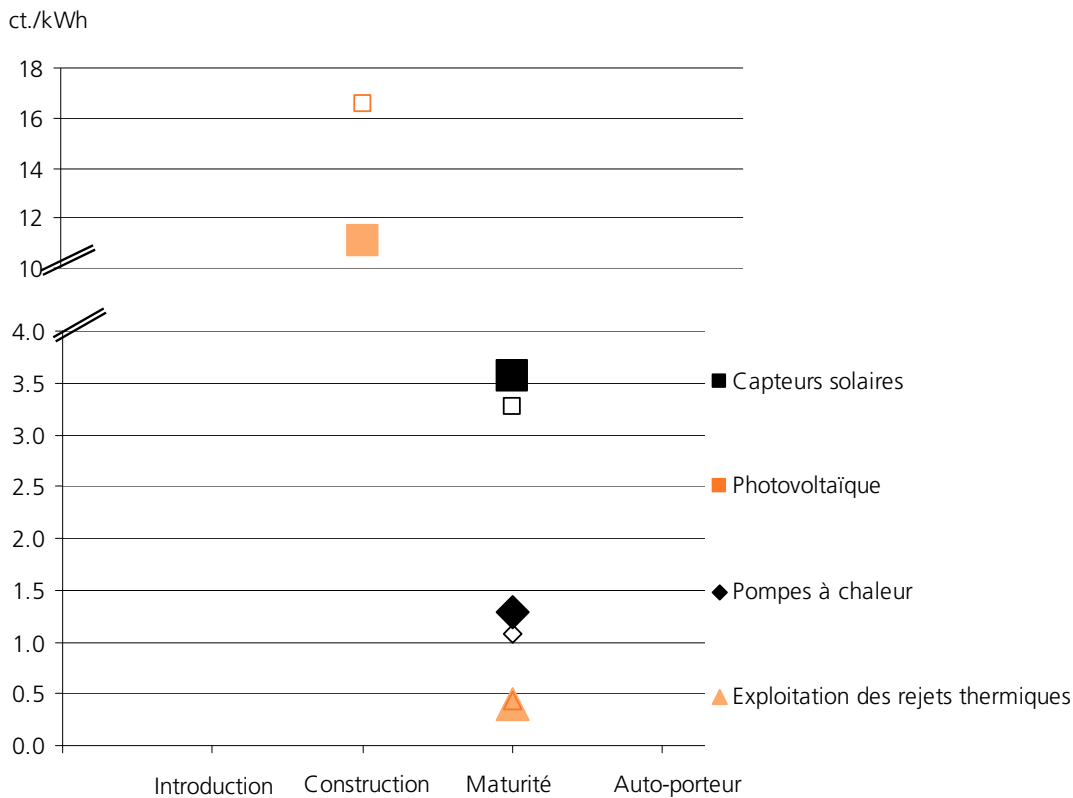 ct./kWh
18
16
14
12
10
4.0
3.5
3.0
2.5
2.0
1.5
1.0
0.5
0.0
Capteurs solaires
Photovoltaïque
Pompes à chaleur
Exploitation des rejets thermiques
Introduction Construction Maturité Auto-porteur